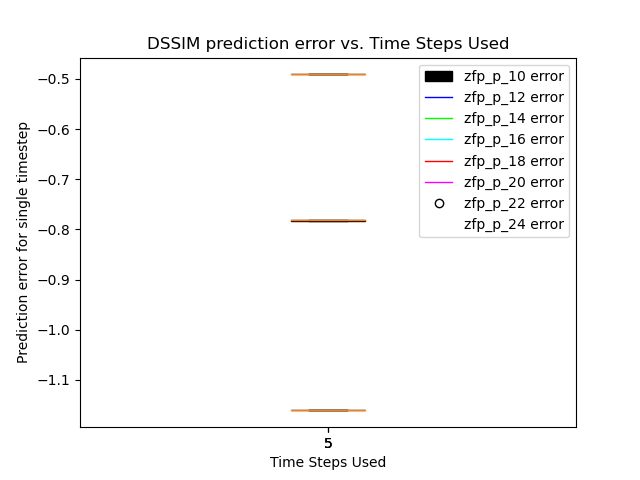 DSSIM prediction error vs. Time Steps Used
Prediction error for single timestep
−0.5
−0.6
−0.7
−0.8
−0.9
−1.0
−1.1
zfp_p_10 error
zfp_p_12 error
zfp_p_14 error
zfp_p_16 error
zfp_p_18 error
zfp_p_20 error
zfp_p_22 error
zfp_p_24 error
5
Time Steps Used